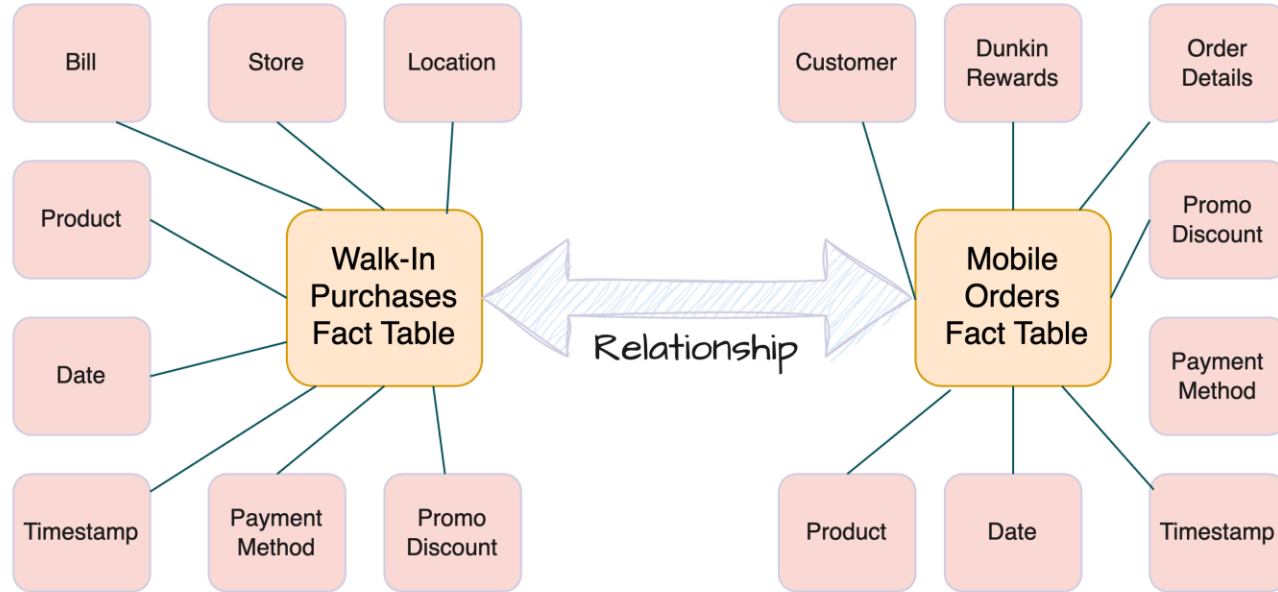 Bill
Store
Location
Customer
Dunkin
Rewards
Order
Details
Product
Promo
Discount
Walk-In
Purchases
Fact Table
Relationship
Mobile
Orders
Fact Table
Date
Payment
Method
Timestamp
Payment
Method
Promo
Discount
Product
Date
Timestamp